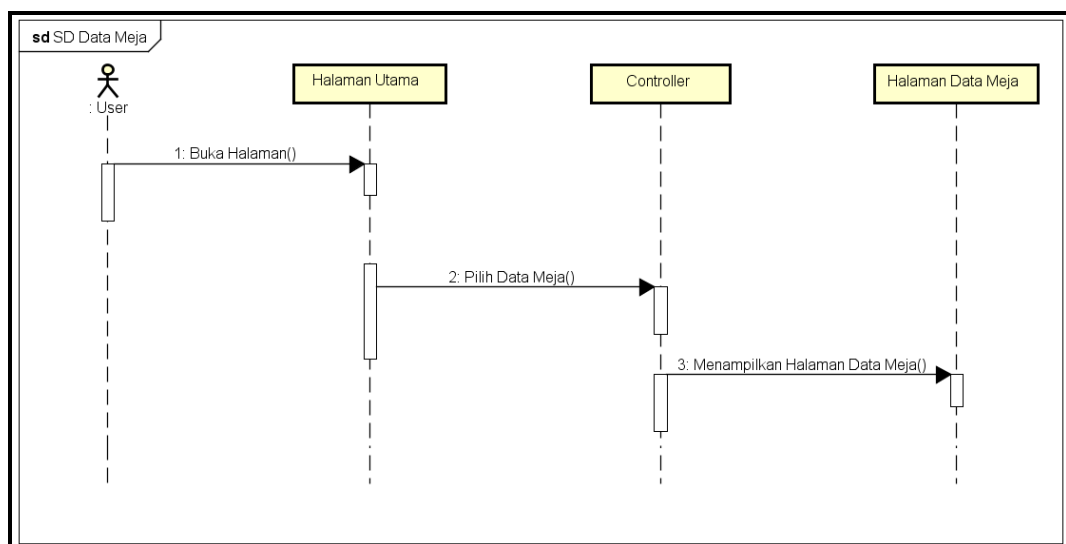 sd SD Data Meja
: User
Halaman Utama
Controller
Halaman Data Meja
1: Buka Halaman()
2: Pilih Data Meja()
3: Menampilkan Halaman Data Meja()